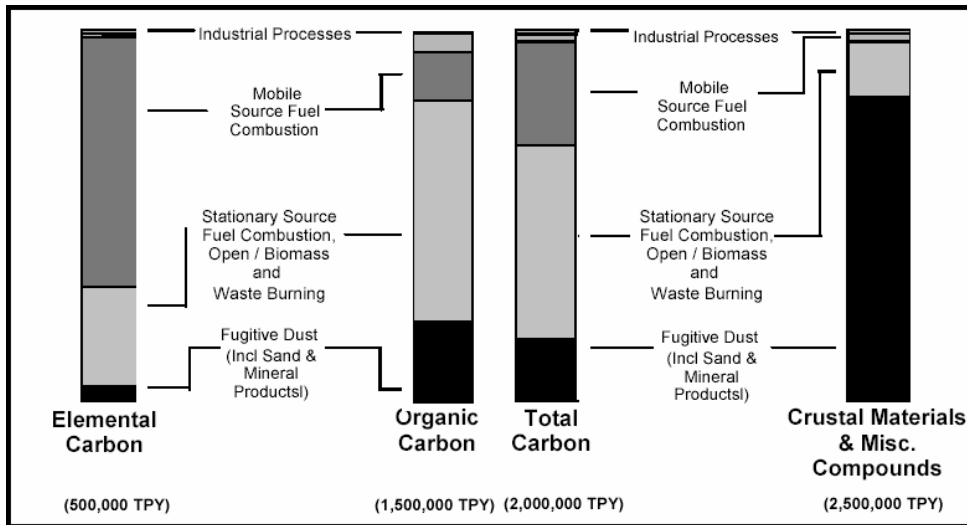 Industrial Processes
Mobile
Source Fuel
Combustion
Stationary Source
Fuel Combustion,
Open / Biomass
and
Waste Burning
Fugitive Dust
(Incl Sand &
Mineral
Productsl)
Industrial Processes
Mobile
Source Fuel
Combustion
Stationary Source
Fuel Combustion,
Open / Biomass
and
Waste Burning
Fugitive Dust
(Incl Sand &
Mineral
Productsl)
Elemental
Carbon
(500,000 TPY)
Organic
Carbon
(1,500,000 TPY)
Total
Carbon
(2,000,000 TPY)
Crustal Materials
& Misc.
Compounds
(2,500,000 TPY)